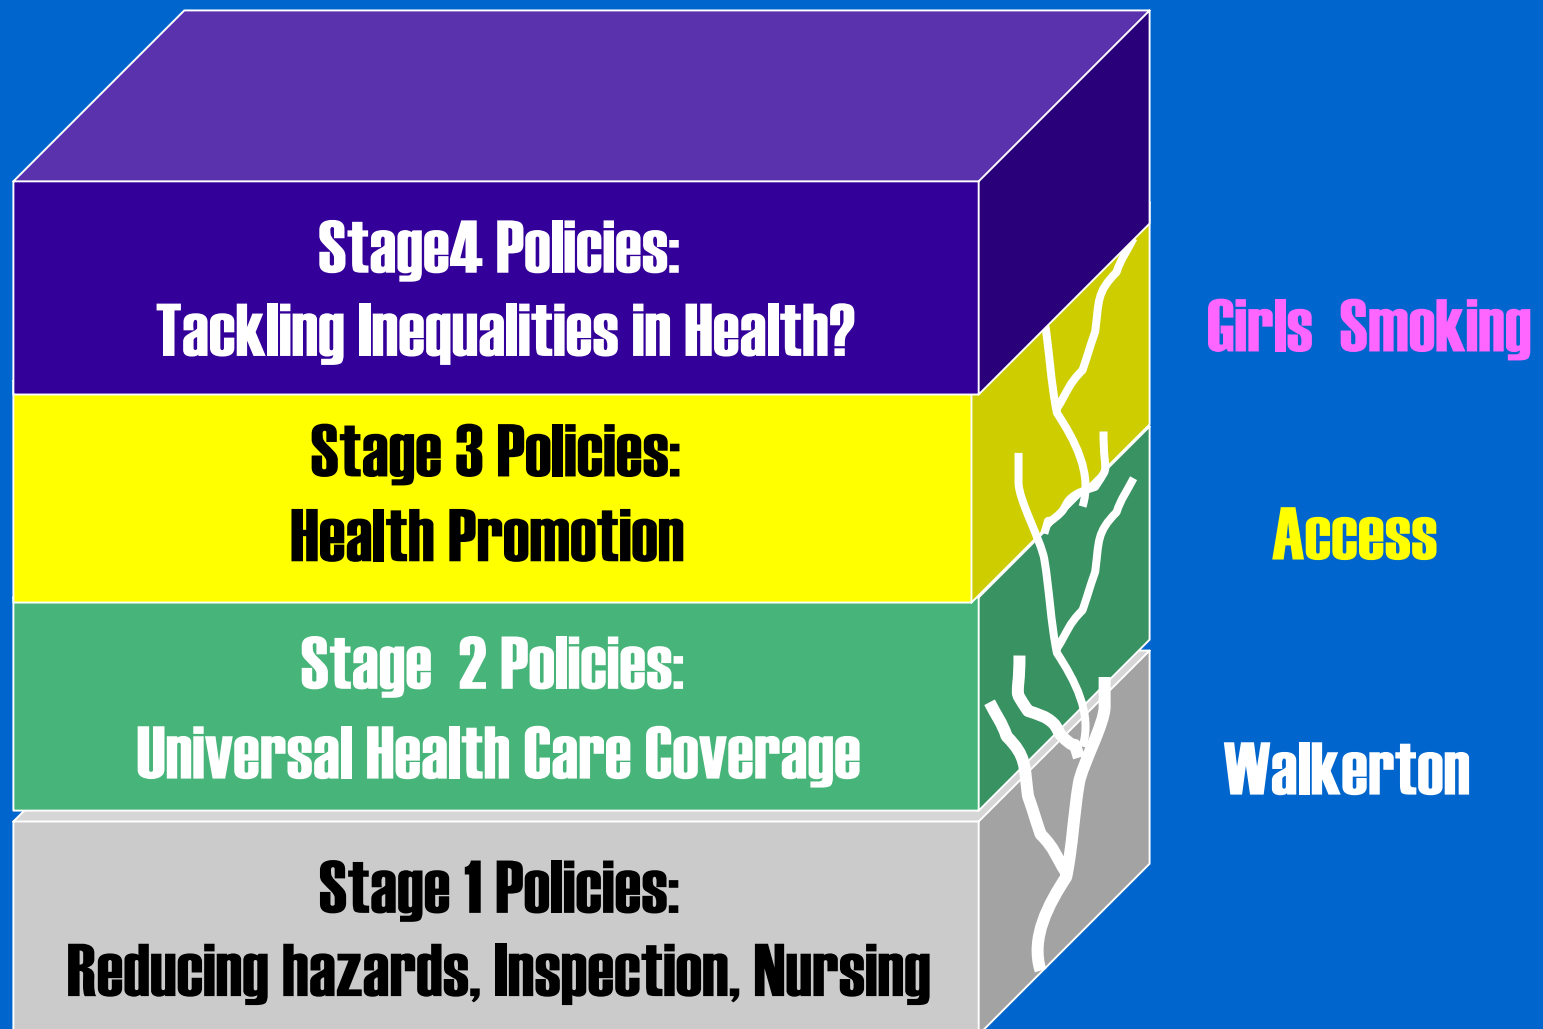 Stage4 Policies:
Tackling Inequalities in Health?
Girls  Smoking
Stage 3 Policies:
Health Promotion
Access
Stage  2 Policies:
Universal Health Care Coverage
Walkerton
Stage 1 Policies:
Reducing hazards, Inspection, Nursing